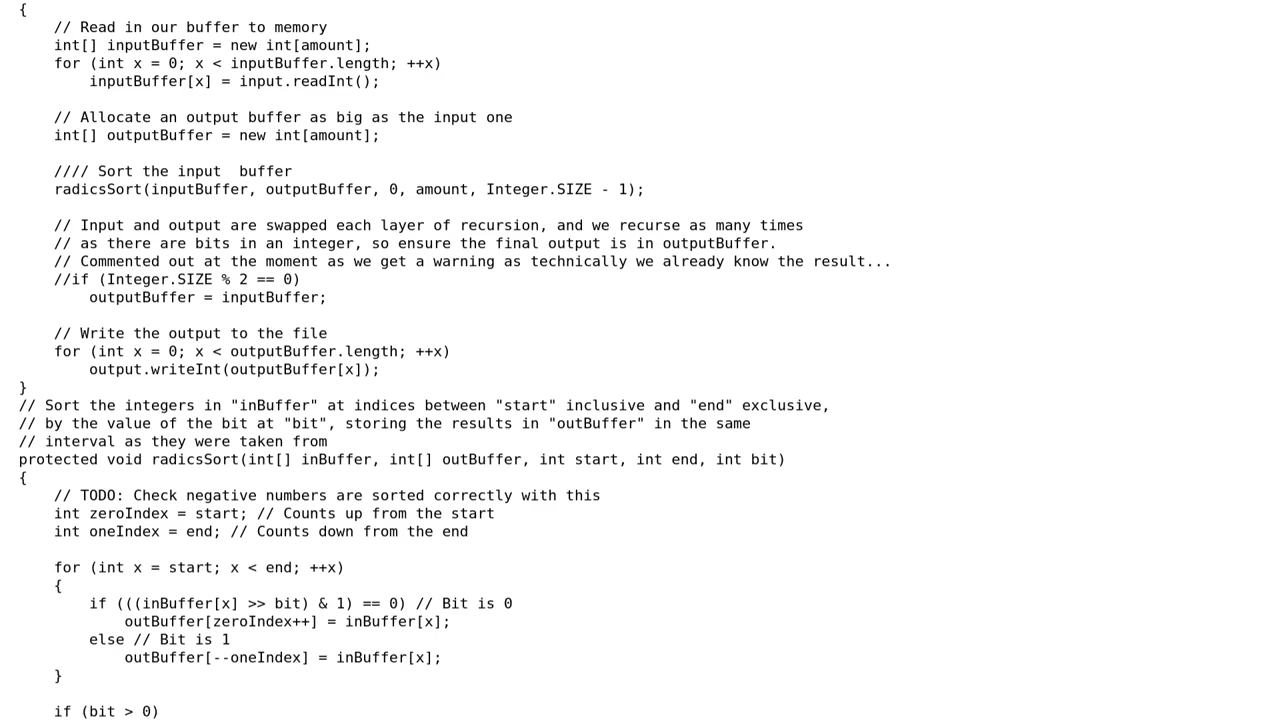 {
    // Read in our buffer to memory
    int[] inputBuffer = new int[amount];
    for (int x = 0; x < inputBuffer.length; ++x)
        inputBuffer[x] = input.readInt();

    // Allocate an output buffer as big as the input one
    int[] outputBuffer = new int[amount];

    //// Sort the input  buffer
    radicsSort(inputBuffer, outputBuffer, 0, amount, Integer.SIZE - 1);

    // Input and output are swapped each layer of recursion, and we recurse as many times
    // as there are bits in an integer, so ensure the final output is in outputBuffer.
    // Commented out at the moment as we get a warning as technically we already know the result...
    //if (Integer.SIZE % 2 == 0)
        outputBuffer = inputBuffer;

    // Write the output to the file
    for (int x = 0; x < outputBuffer.length; ++x)
        output.writeInt(outputBuffer[x]);
}
// Sort the integers in "inBuffer" at indices between "start" inclusive and "end" exclusive,
// by the value of the bit at "bit", storing the results in "outBuffer" in the same
// interval as they were taken from
protected void radicsSort(int[] inBuffer, int[] outBuffer, int start, int end, int bit)
{
    // TODO: Check negative numbers are sorted correctly with this
    int zeroIndex = start; // Counts up from the start
    int oneIndex = end; // Counts down from the end

    for (int x = start; x < end; ++x)
    {
        if (((inBuffer[x] >> bit) & 1) == 0) // Bit is 0
            outBuffer[zeroIndex++] = inBuffer[x];
        else // Bit is 1
            outBuffer[--oneIndex] = inBuffer[x];
    }

    if (bit > 0)